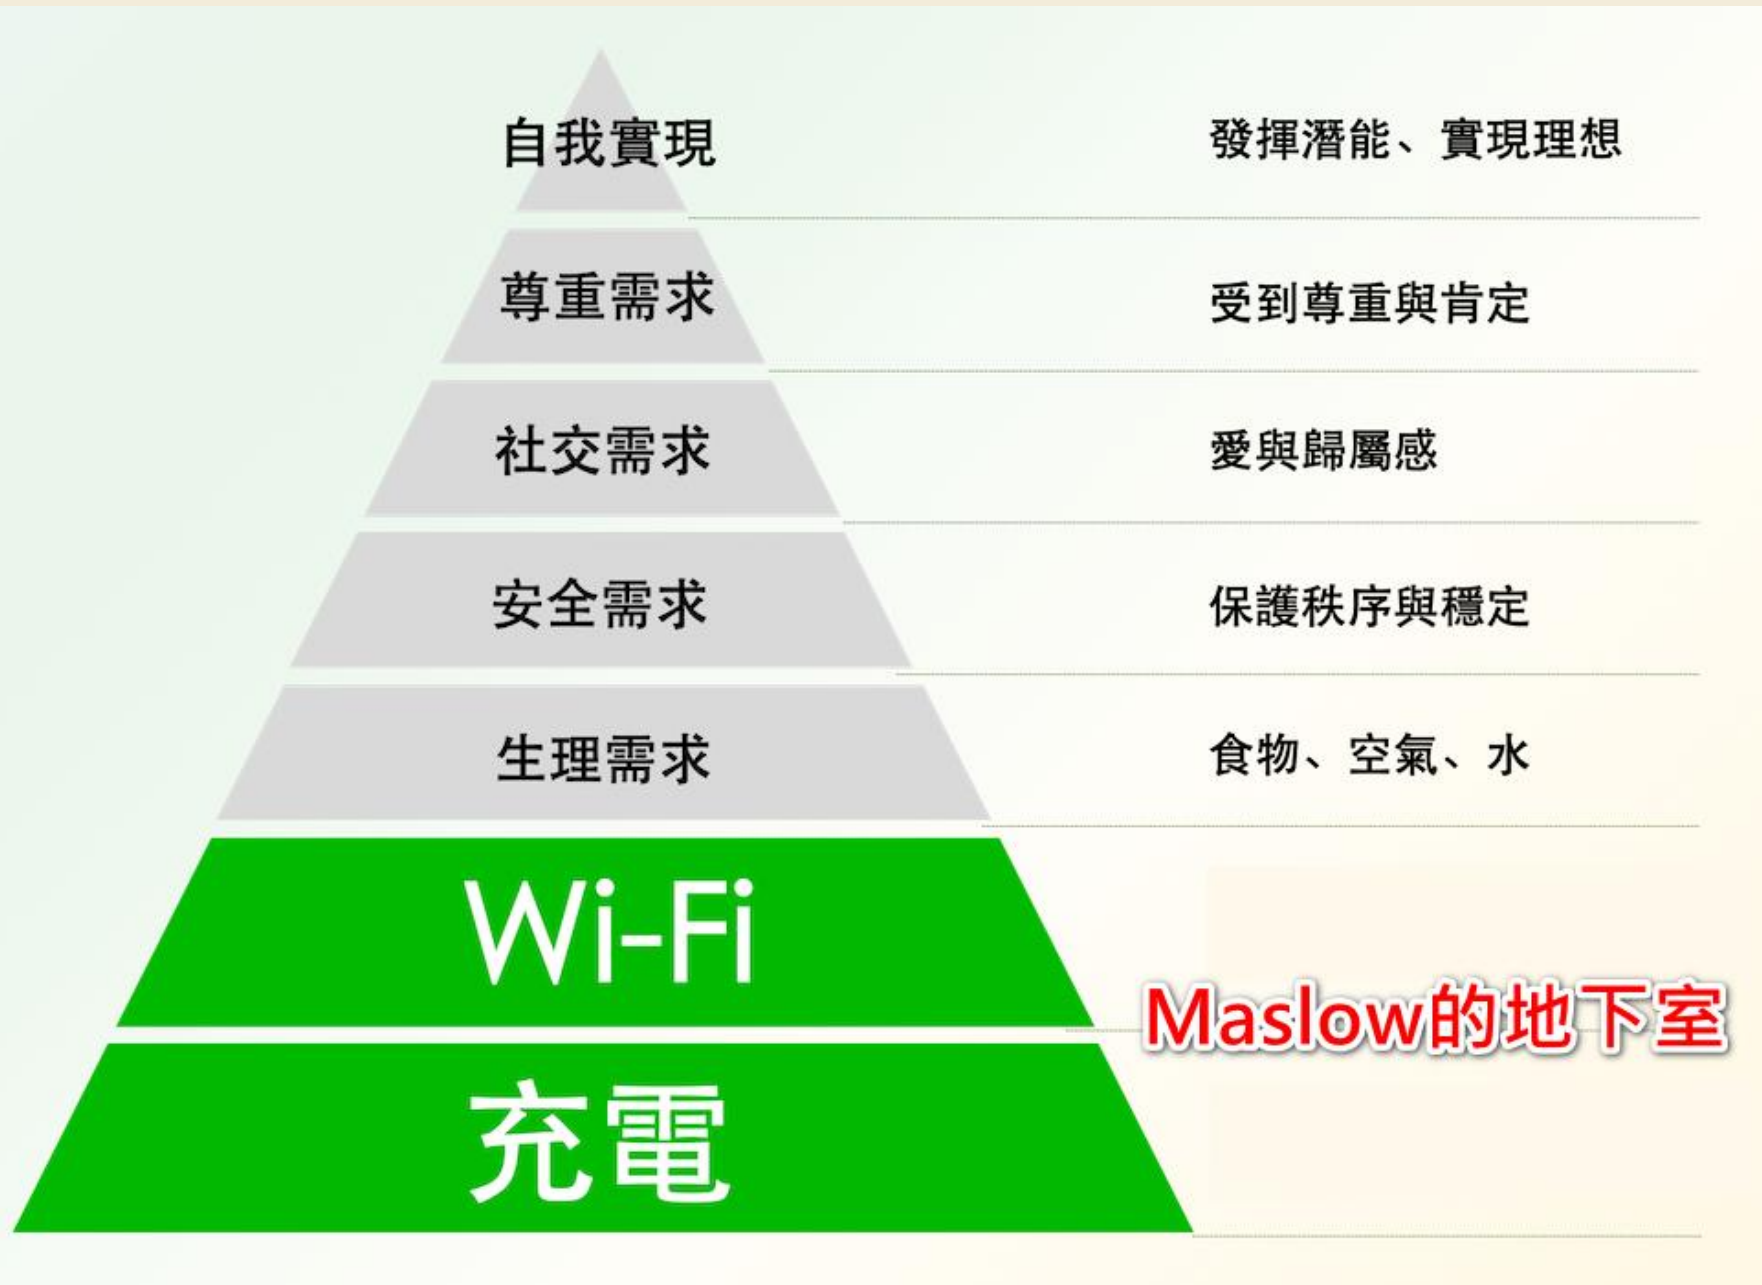 自我實現
發揮潛能、實現理想
尊重需求
受到尊重與肯定
社交需求
愛與歸屬感
安全需求
保護秩序與穩定
生理需求
食物、空氣、水
Wi-Fi
Maslow的地下室
充電